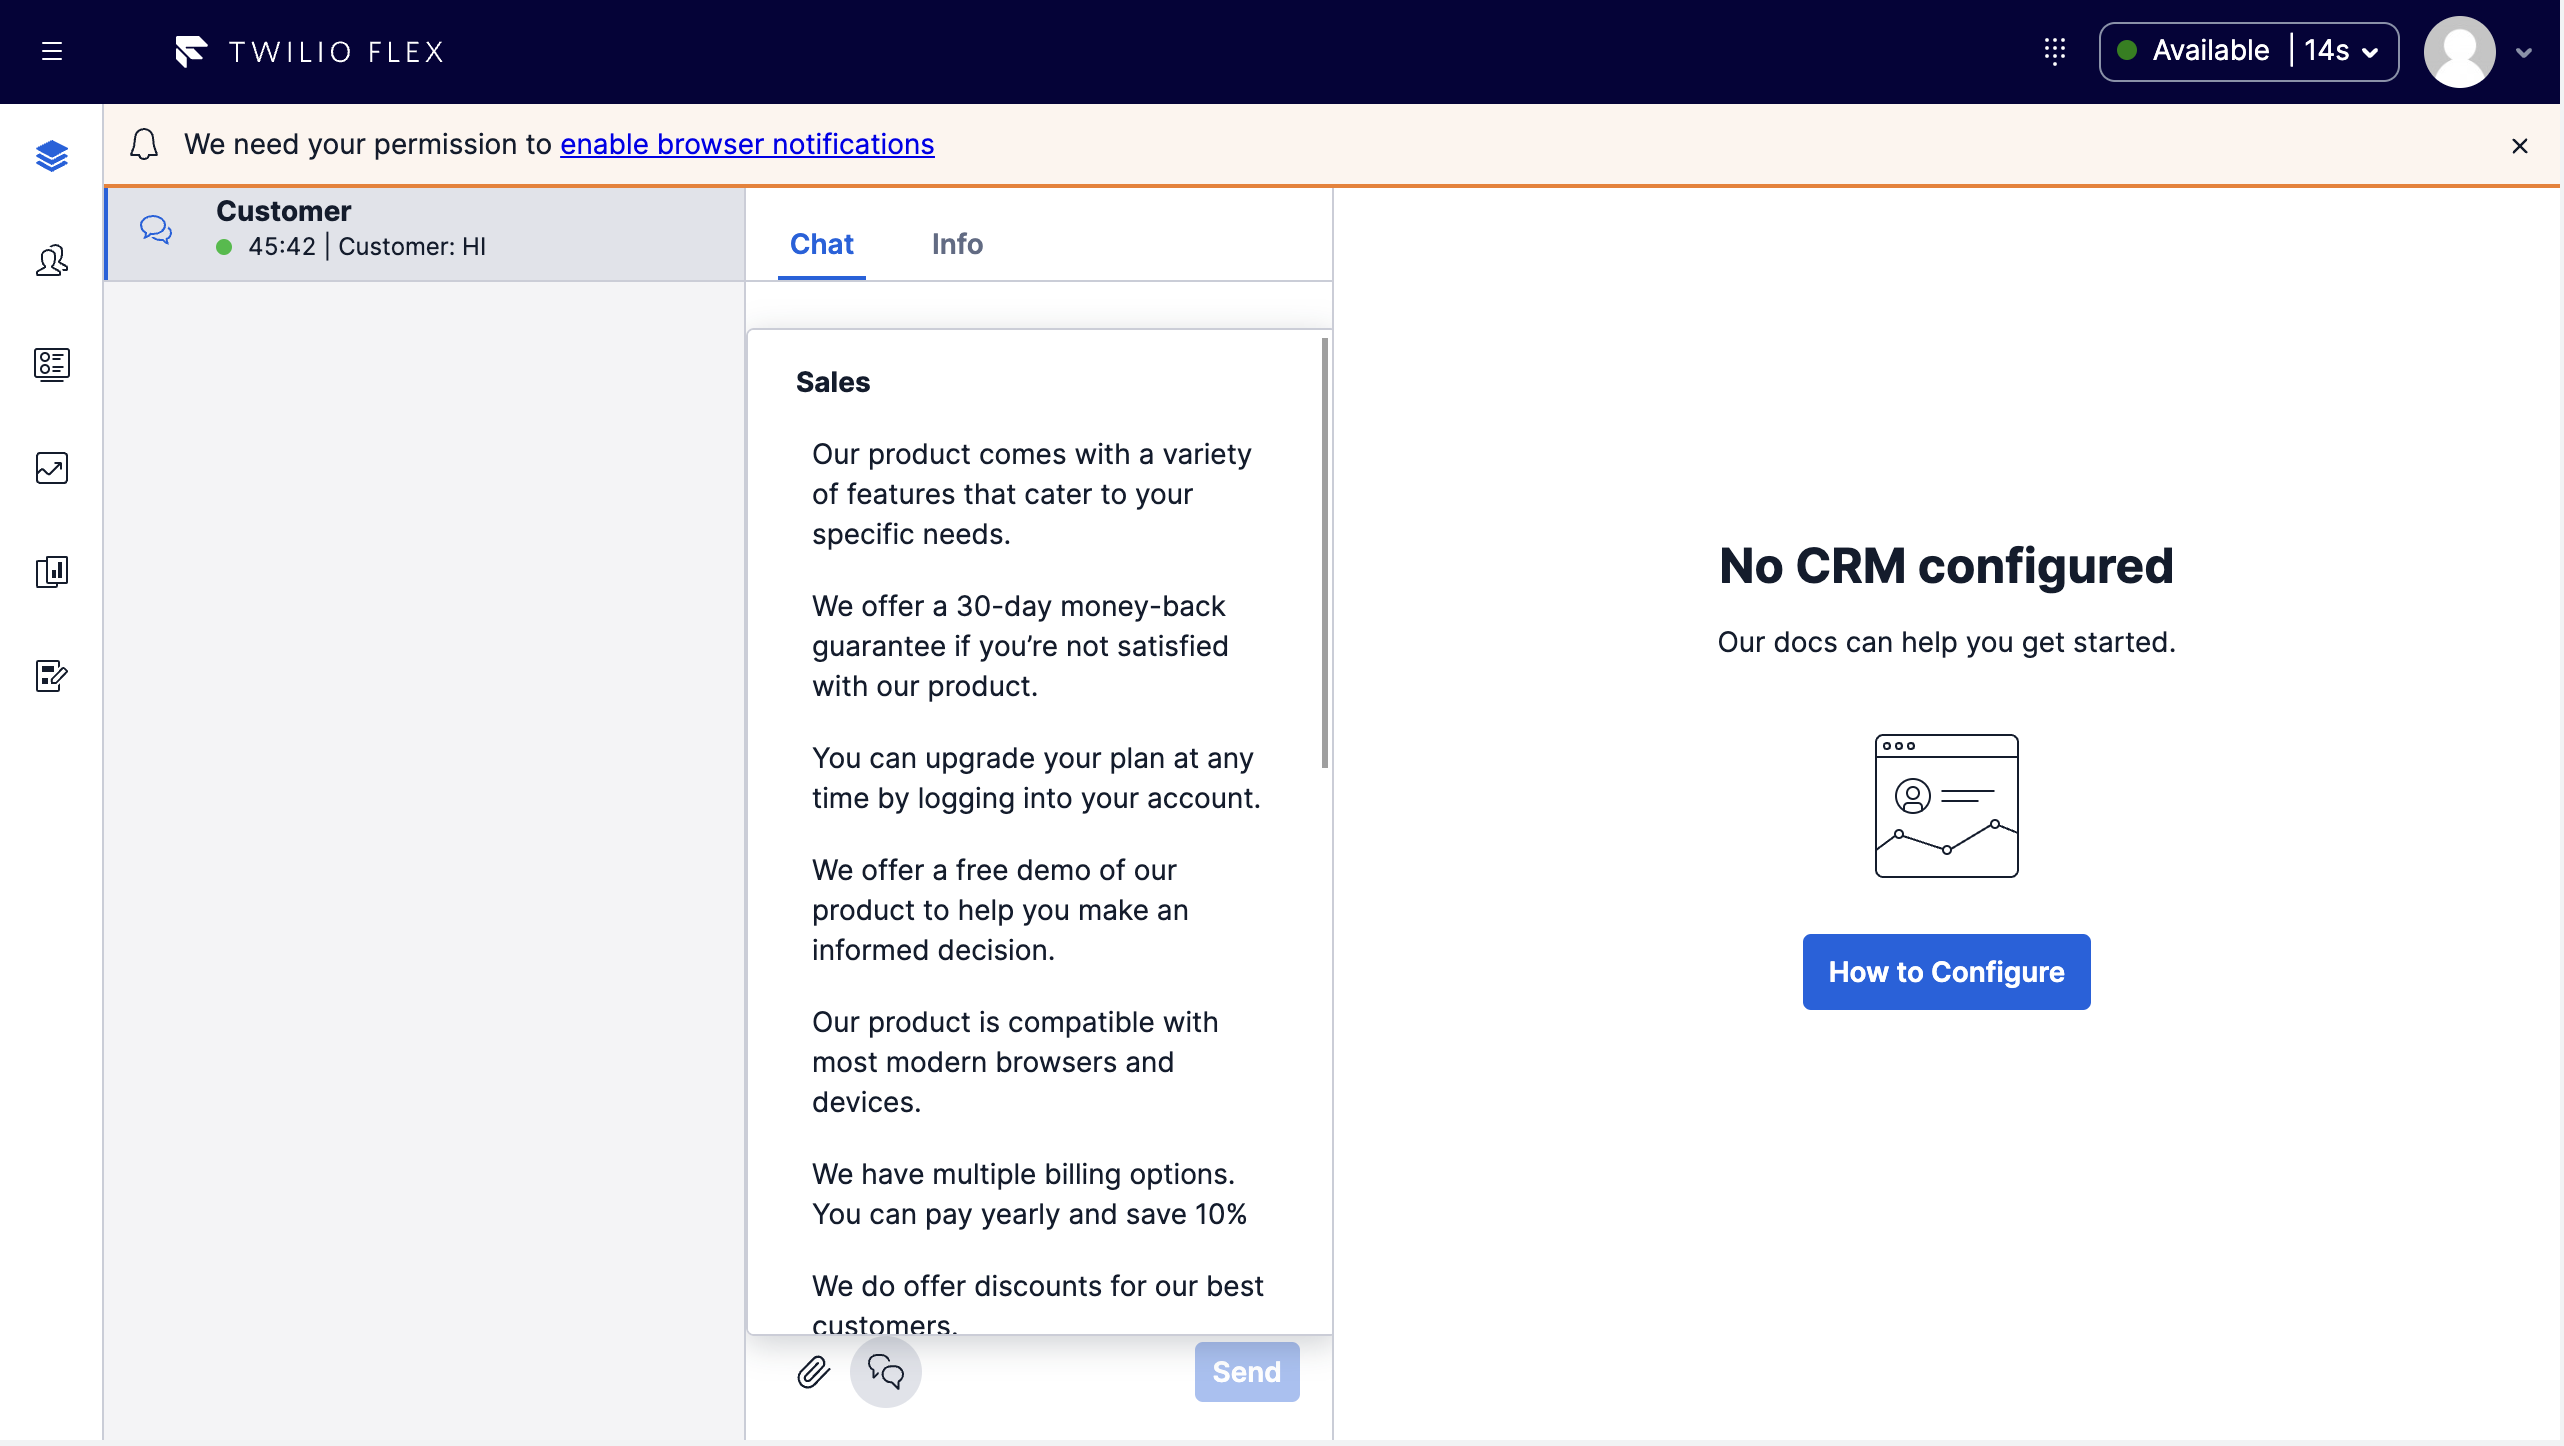 TWILIO FLEX
Available | 14s
We need your permission to enable browser notifications
Customer
45:42 | Customer: HI
Chat
Info
Sales
Our product comes with a variety
of features that cater to your
specific needs.
We offer a 30-day money-back
guarantee if you’re not satisfied
with our product.
You can upgrade your plan at any
time by logging into your account.
We offer a free demo of our
product to help you make an
informed decision.
Our product is compatible with
most modern browsers and
devices.
We have multiple billing options.
You can pay yearly and save 10%
We do offer discounts for our best
customers.
Send
No CRM configured
Our docs can help you get started.
How to Configure